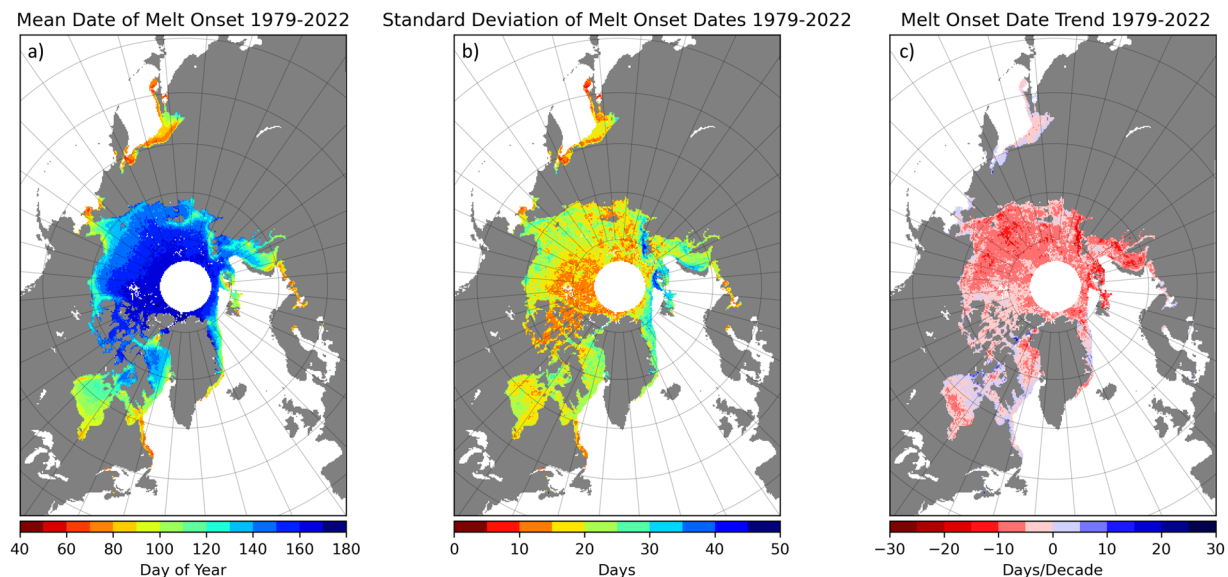 Mean Date of Melt Onset 1979-2022
a)
40 60 80 100 120 140 160 180
Day of Year
Standard Deviation of Melt Onset Dates 1979-2022
b)
0 10 20 30 40 50
Days
Melt Onset Date Trend 1979-2022
c)
−30 −20 −10 0 10 20 30
Days/Decade